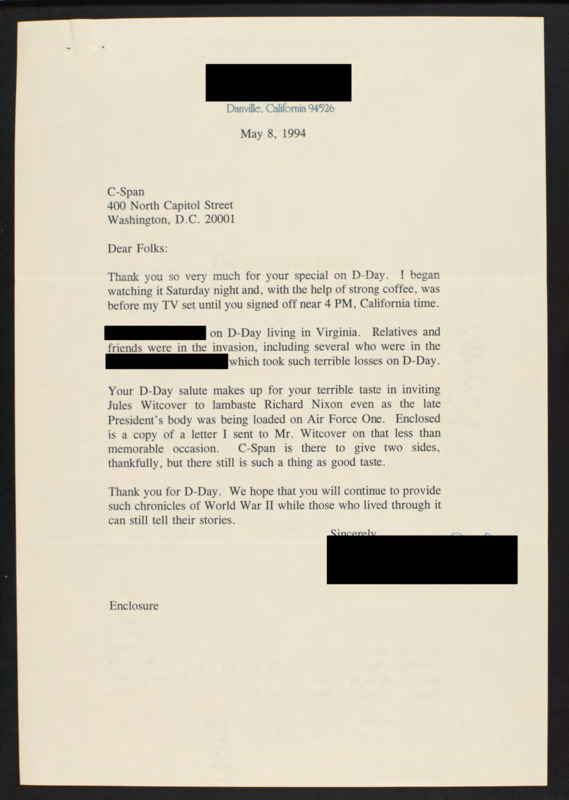 Danville, California 94526
May 8, 1994
C-Span
400 North Capitol Street
Washington, D.C. 20001
Dear Folks:
Thank you so very much for your special on D-Day. I began
watching it Saturday night and, with the help of strong coffee, was
before my TV set until you signed off near 4 PM, California time.
on D-Day living in Virginia. Relatives and
friends were in the invasion, including several who were in the
which took such terrible losses on D-Day.
Your D-Day salute makes up for your terrible taste in inviting
Jules Witcover to lambaste Richard Nixon even as the late
President's body was being loaded on Air Force One. Enclosed
is a copy of a letter I sent to Mr. Witcover on that less than
memorable occasion. C-Span is there to give two sides,
thankfully, but there still is such a thing as good taste.
Thank you for D-Day. We hope that you will continue to provide
such chronicles of World War II while those who lived through it
can still tell their stories.
Sincerely
Enclosure